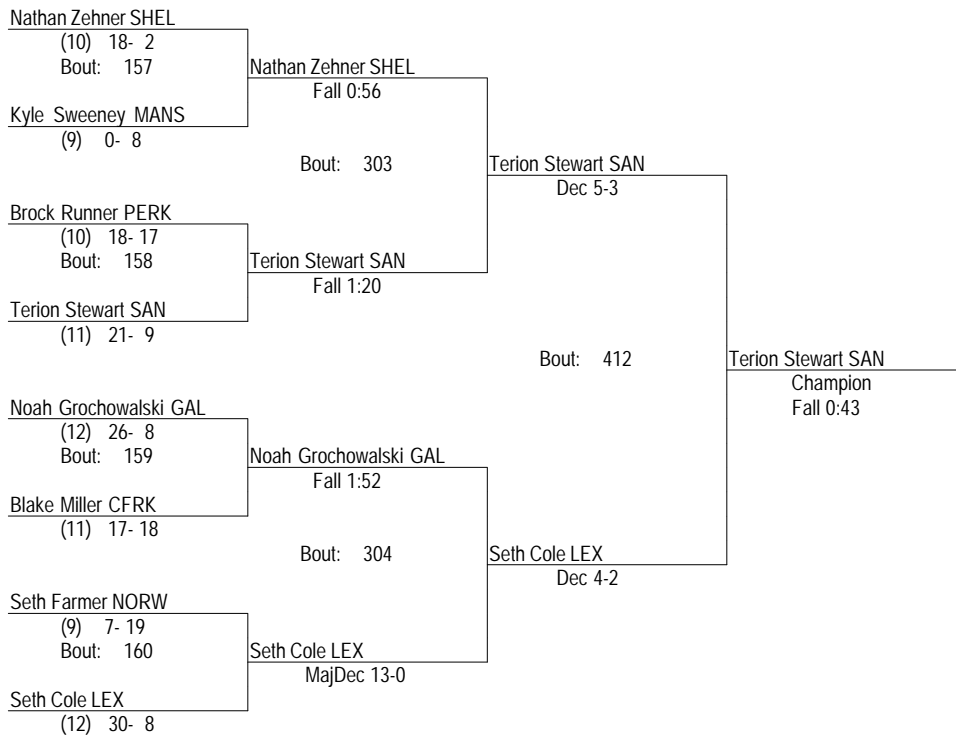 Nathan Zehner SHEL
(10) 18- 2
Bout: 157
Nathan Zehner SHEL
Fall 0:56
Kyle Sweeney MANS
(9) 0- 8
Bout: 303
Terion Stewart SAN
Dec 5-3
Brock Runner PERK
(10) 18- 17
Bout: 158
Terion Stewart SAN
Fall 1:20
Terion Stewart SAN
(11) 21- 9
Bout: 412
Terion Stewart SAN
Champion
Fall 0:43
Noah Grochowalski GAL
(12) 26- 8
Bout: 159
Noah Grochowalski GAL
Fall 1:52
Blake Miller CFRK
(11) 17- 18
Bout: 304
Seth Cole LEX
Dec 4-2
Seth Farmer NORW
(9) 7- 19
Bout: 160
Seth Cole LEX
MajDec 13-0
Seth Cole LEX
(12) 30- 8